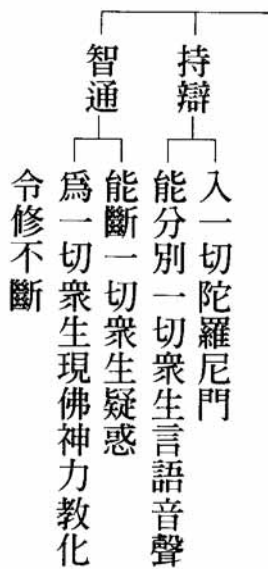 持辯
入一切陀羅尼門
能分別一切衆生言語音聲
智通
能斷一切衆生疑惑
爲一切衆生現佛神力教化
令修不斷